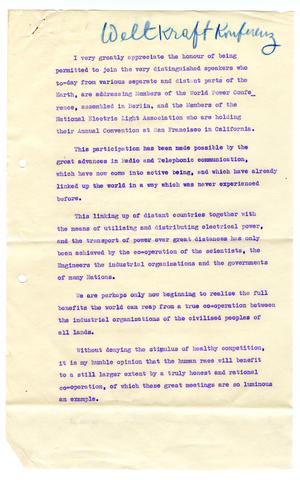 Weltkraft Konferenz
I very greatly appreciate the honour of being
permitted to join the very distinguished speakers who
to-day from various separate and distant parts of the
Earth, are addressing Members of the World Power Confe_
rence, assembled in Berlin, and the Members of the
National Electric Light Association who are holding
their Annual Convention at San Francisco in California.
This participation has been made possible by the
great advances in Radio and Telephonic communication,
which have now come into active being, and which have already
linked up the world in a way which was never experienced
before.
This linking up of distant countries together with
the means of utilising and distributing electrical power,
and the transport of power over great distances has only
been achieved by the co-operation of the scientists, the
Engineers the industrial organizations and the governments
of many Nations.
We are perhaps only now beginning to realise the full
benefits the world can reap from a true co-operation between
the industrial organizations of the civilised peoples of
all lands.
Without denying the stimulus of healthy competition,
it is my humble opinion that the human race will benefit
to a still larger extent by a truly honest and rational
co-operation, of which these great meetings are so luminous
an example.